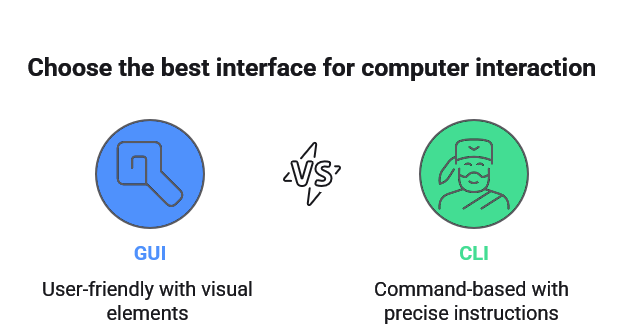 Choose the best interface for computer interaction
VS
GUI
User-friendly with visual
elements
CLI
Command-based with
precise instructions